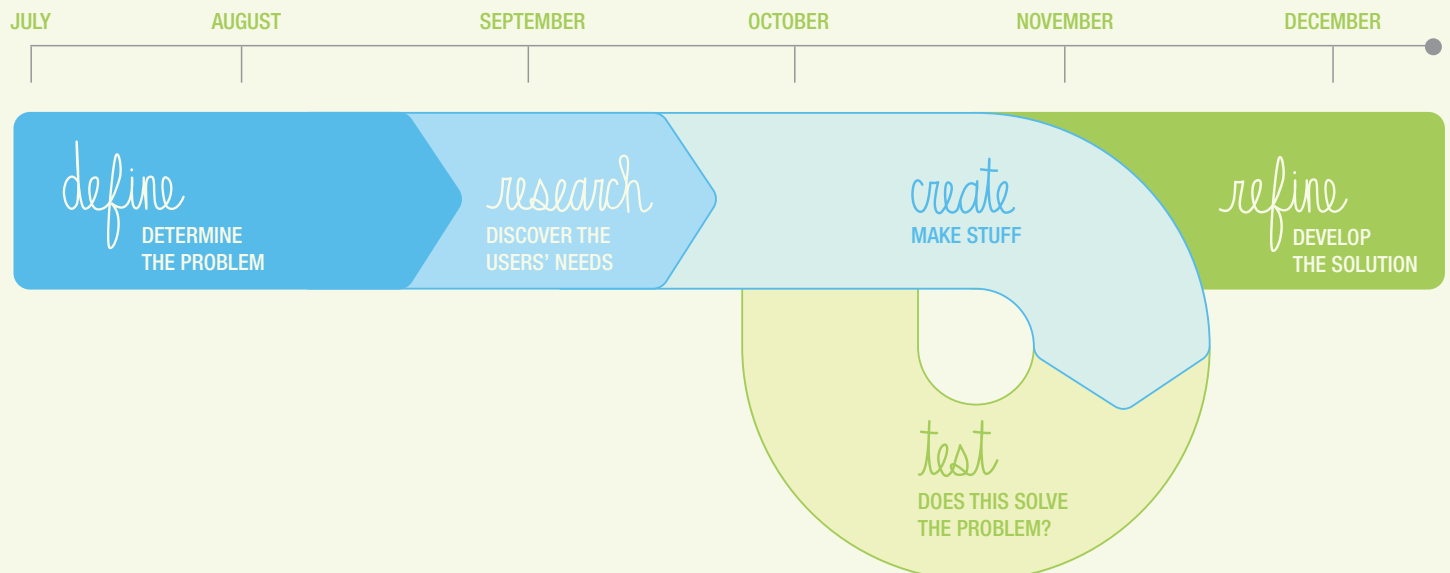 JULY AUGUST SEPTEMBER OCTOBER NOVEMBER DECEMBER
define
DETERMINE
THE PROBLEM
research
DISCOVER THE
USERS' NEEDS
create
MAKE STUFF
refine
DEVELOP
THE SOLUTION
test
DOES THIS SOLVE
THE PROBLEM?